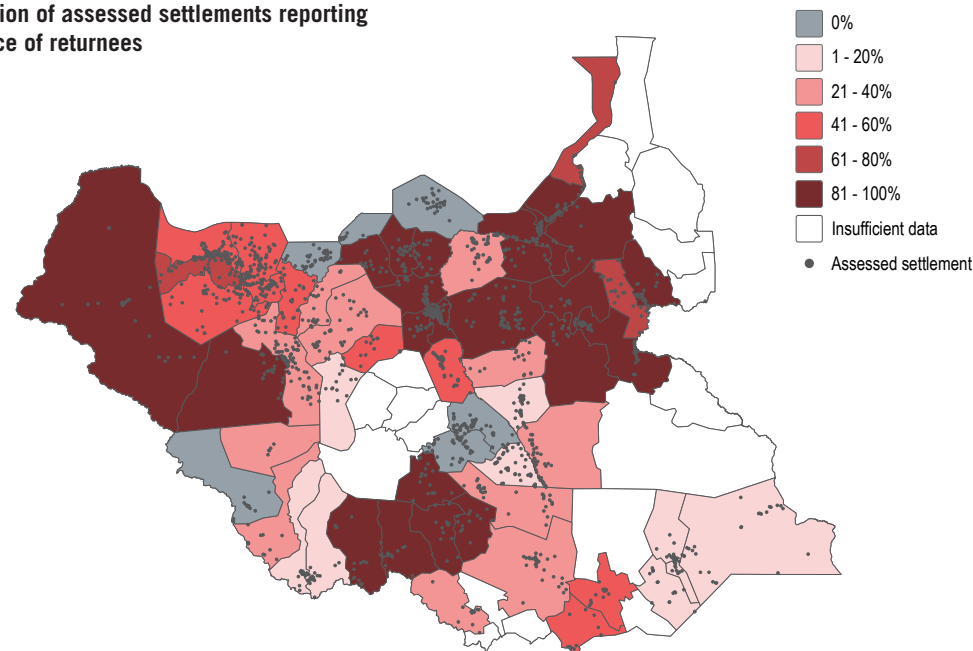 ion of assessed settlements reporting
ce of returnees
0%
1 - 20%
21 - 40%
41 - 60%
61 - 80%
81 - 100%
Insufficient data
Assessed settlement